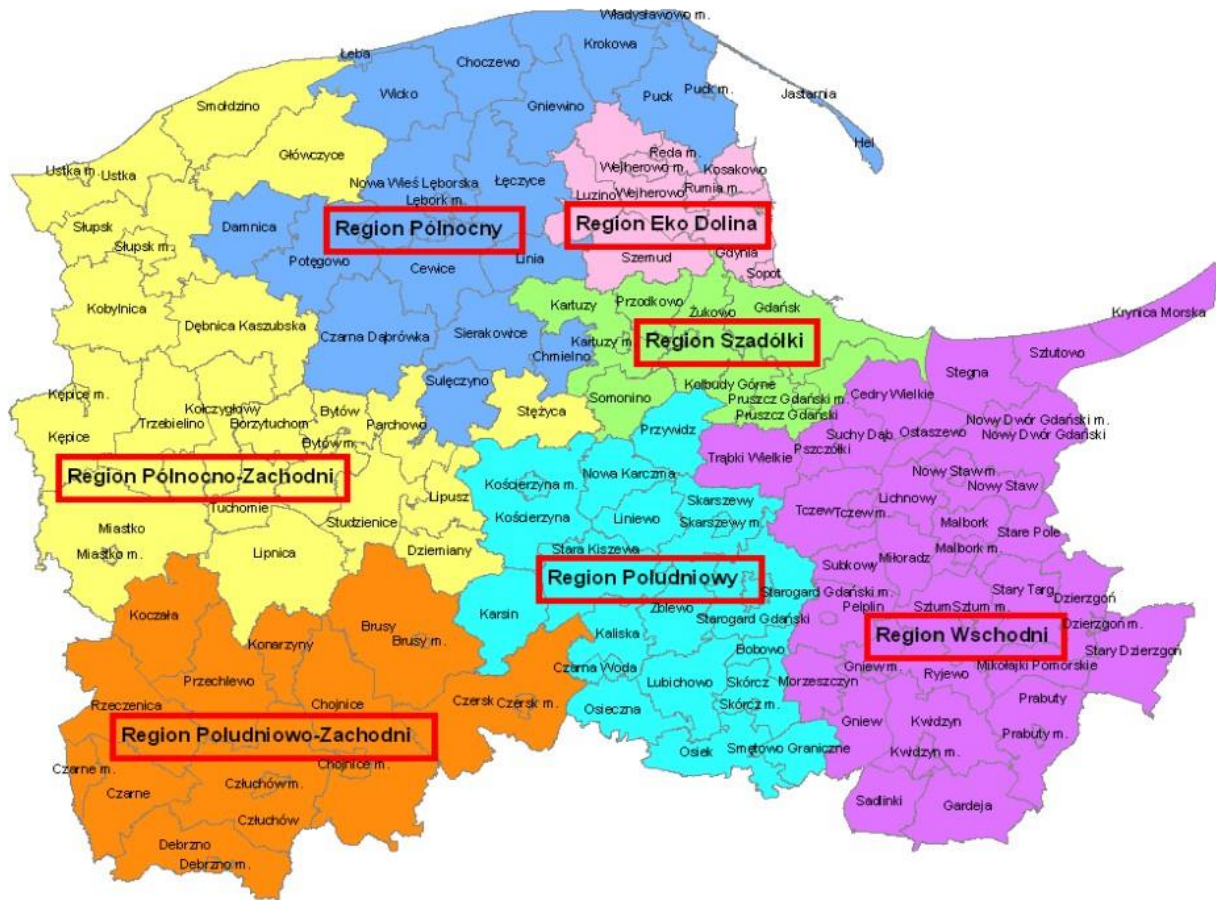 Władysławowo m.
Łeba
Choczewo
Krokowa
Wicko
Puck
Puck m.
Jastarnia
Smołdzino
Gniewino
Hel
Główczyce
Reda m.
Ustka m.
Ustka
Wejherowo m.
Kosakowo
Nowa Wieś Lęborska
Łęczyce
Luzino
Wejherowo
Rumia m.
Lębork m.
Słupsk
Damnica
Region Północny
Region Eko Dolina
Słupsk m.
Potęgowo
Cewice
Linia
Szemud
Gdynia
Sopot
Kobylnica
Dębnica Kaszubska
Kartuzy
Przodkowo
Żukowo
Gdańsk
Krynica Morska
Czarna Dąbrówka
Sierakowice
Kartuzy m.
Region Szadółki
Chmielno
Sztutowo
Stegna
Kępice m.
Sulęczyno
Kolbudy Górne
Somonino
Pruszcz Gdański m.
Cedry Wielkie
Kołczygłowy
Bytów
Stężyca
Pruszcz Gdański
Trzebielino
Borzytuchom
Parchowo
Nowy Dwór Gdański m.
Kępice
Bytów m.
Przywidz
Suchy Dąb
Ostaszewo
Nowy Dwór Gdański
Trąbki Wielkie
Pszczółki
Region Północno-Zachodni
Kościerzyna m.
Nowa Karczma
Nowy Staw m.
Lipusz
Skarszewy
Lichnowy
Nowy Staw
Tuchomie
Kościerzyna
Liniewo
Tczew
Tczew m.
Miastko
Studzienice
Skarszewy m.
Malbork
Stare Pole
Miastko m.
Lipnica
Dziemiany
Stara Kiszewa
Malbork m.
Subkowy
Miłoradz
Region Południowy
Starogard Gdański m.
Stary Targ
Dzierzgoń
Koczała
Karsin
Zblewo
Starogard Gdański
Pelplin
Sztum
Sztum m.
Dzierzgoń m.
Brusy
Konarzyny
Brusy m.
Kaliska
Region Wschodni
Bobowo
Stary Dzierzgoń
Czarna Woda
Gniew m.
Mikołajki Pomorskie
Przechlewo
Lubichowo
Skórcz
Morzeszczyn
Ryjewo
Rzeczenica
Chojnice
Czersk
Czersk m.
Skórcz m.
Prabuty
Osieczna
Gniew
Kwidzyn
Region Południowo-Zachodni
Osiek
Smętowo Graniczne
Kwidzyn m.
Prabuty m.
Czarne m.
Chojnice m.
Czarne
Człuchów m.
Sadlinki
Gardeja
Człuchów
Debrzno
Debrzno m.